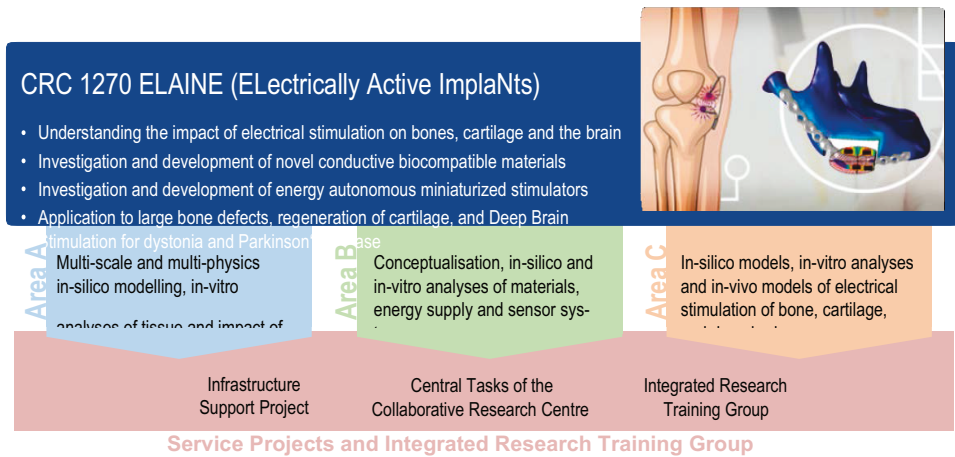 CRC 1270 ELAINE (ELectrically Active ImplaNts)
• Understanding the impact of electrical stimulation on bones, cartilage and the brain
• Investigation and development of novel conductive biocompatible materials
• Investigation and development of energy autonomous miniaturized stimulators
• Application to large bone defects, regeneration of cartilage, and Deep Brain
stimulation for dystonia and
Area A
Multi-scale and multi-physics
in-silico modelling, in-vitro
analyses of tissue and impact of
Area B
Conceptualisation, in-silico and
in-vitro analyses of materials,
energy supply and sensor sys-
Area C
In-silico models, in-vitro analyses
and in-vivo models of electrical
stimulation of bone, cartilage,
Infrastructure
Support Project
Central Tasks of the
Collaborative Research Centre
Integrated Research
Training Group
Service Projects and Integrated Research Training Group